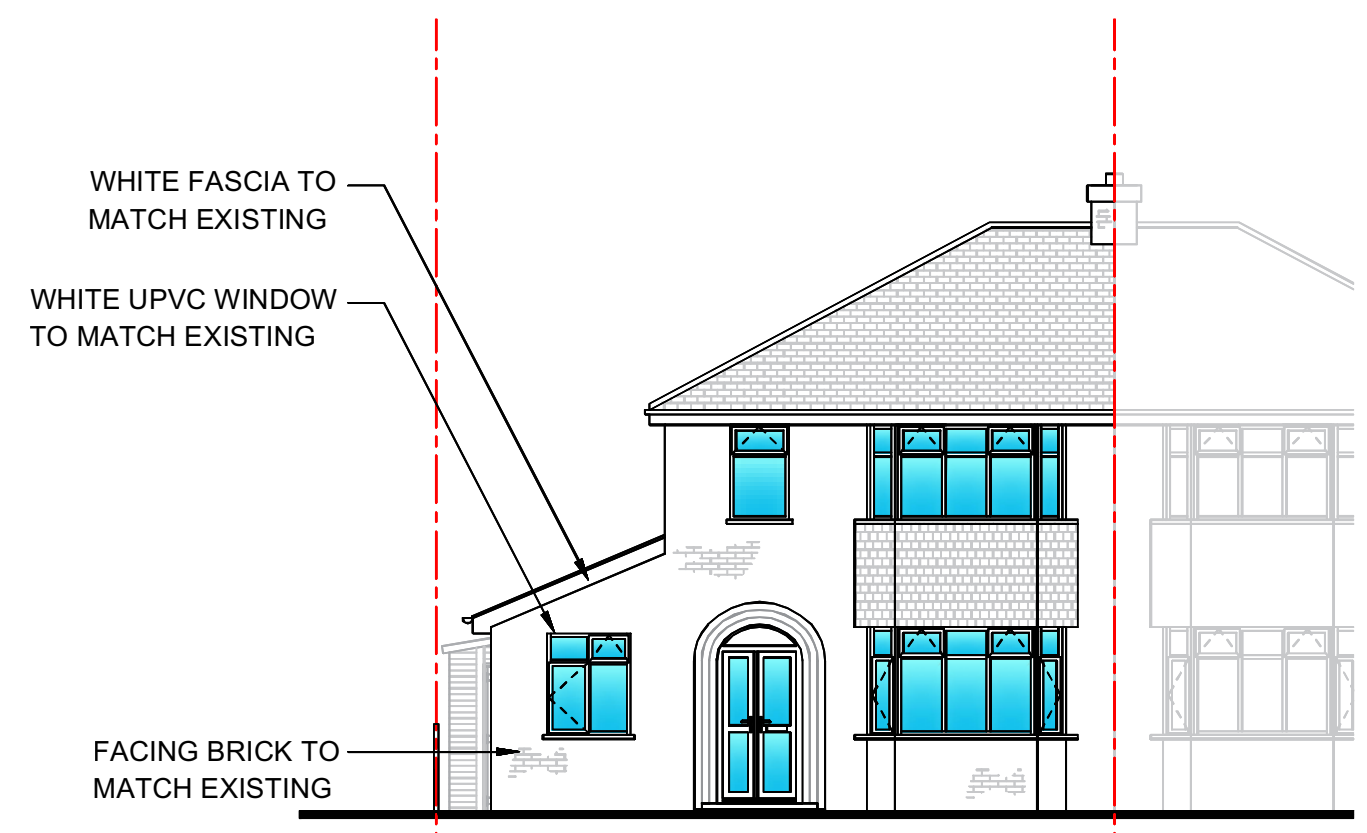 WHITE FASCIA TO
MATCH EXISTING
WHITE UPVC WINDOW
TO MATCH EXISTING
FACING BRICK TO
MATCH EXISTING